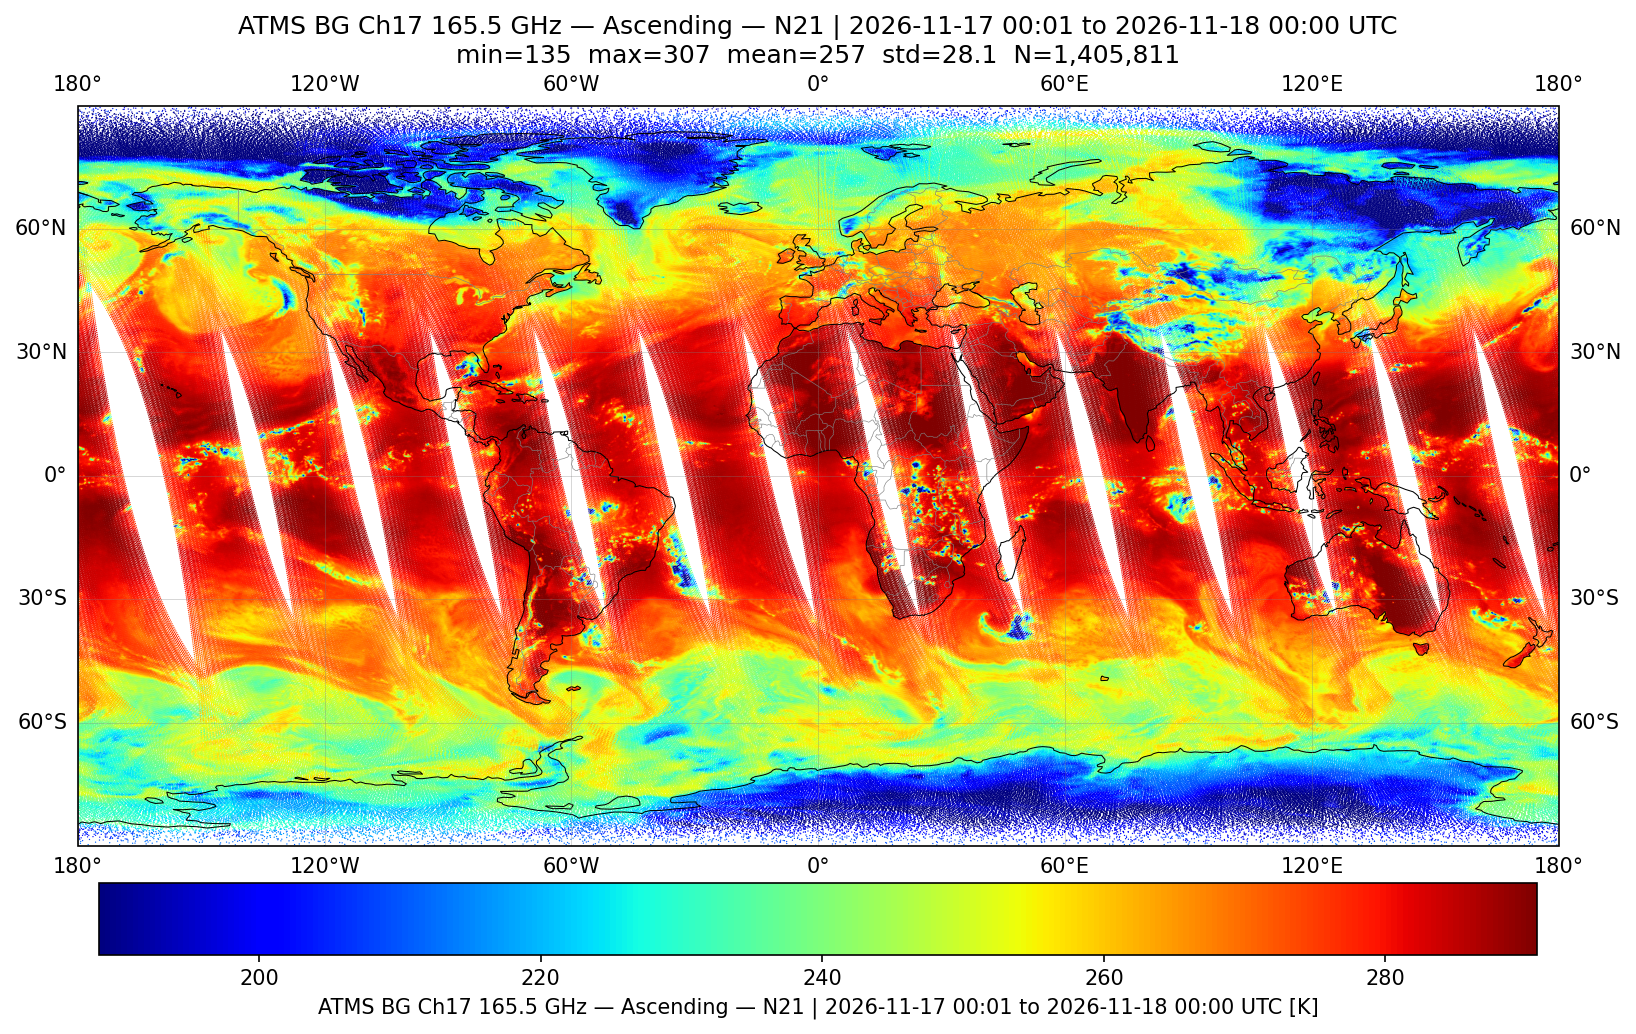 ATMS BG Ch17 165.5 GHz — Ascending — N21 | 2026-11-17 00:01 to 2026-11-18 00:00 UTC
min=135 max=307 mean=257 std=28.1 N=1,405,811
180° 120°W 60°W 0° 60°E 120°E 180°
60°N 60°N
30°N 30°N
0° 0°
30°S 30°S
60°S 60°S
180° 120°W 60°W 0° 60°E 120°E 180°
200 220 240 260 280
ATMS BG Ch17 165.5 GHz — Ascending — N21 | 2026-11-17 00:01 to 2026-11-18 00:00 UTC [K]